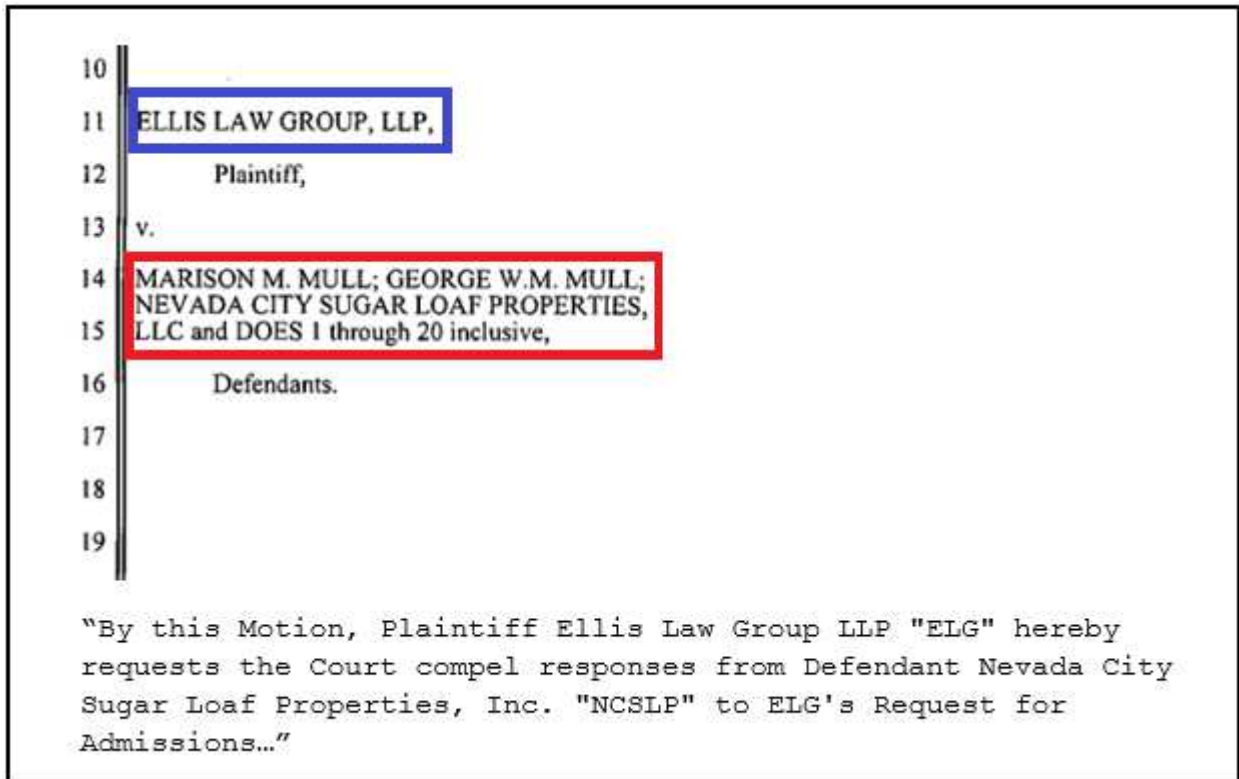 10
11 ELLIS LAW GROUP, LLP,
12 Plaintiff,
13 v.
14 MARISON M. MULL; GEORGE W.M. MULL;
NEVADA CITY SUGAR LOAF PROPERTIES,
15 LLC and DOES 1 through 20 inclusive,
16 Defendants.
17
18
19
“By this Motion, Plaintiff Ellis Law Group LLP "ELG" hereby
requests the Court compel responses from Defendant Nevada City
Sugar Loaf Properties, Inc. "NCSLP" to ELG's Request for
Admissions…”